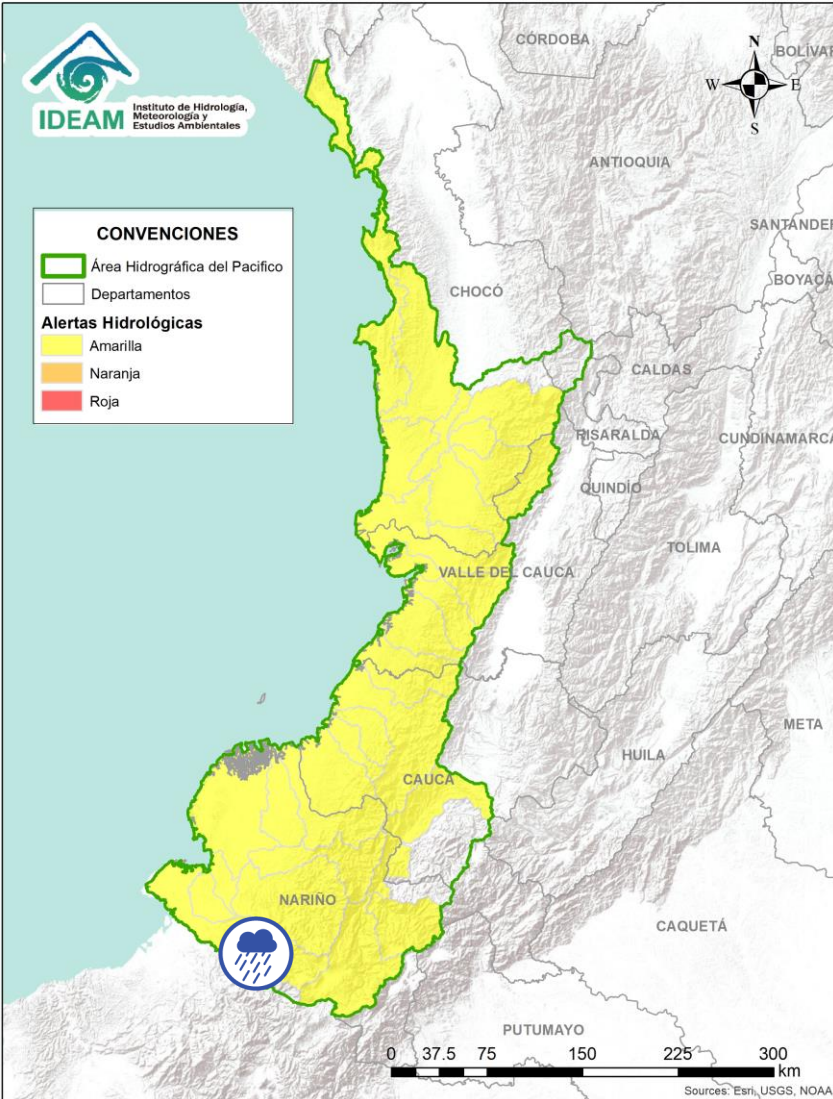 IDEAM
Instituto de Hidrología,
Meteorología y
Estudios Ambientales
N
W
E
S
CÓRDOBA
BOLÍVAR
ANTIOQUIA
SANTANDER
BOYACÁ
CHOCÓ
CONVENCIONES
Área Hidrográfica del Pacifico
Departamentos
Alertas Hidrológicas
Amarilla
Naranja
Roja
CALDAS
RISARALDA
CUNDINAMARCA
QUINDÍO
TOLIMA
VALLE DEL CAUCA
META
HUILA
CAUCA
NARIÑO
CAQUETÁ
PUTUMAYO
0 37.5 75 150 225 300
km
Sources: Esri, USGS, NOAA